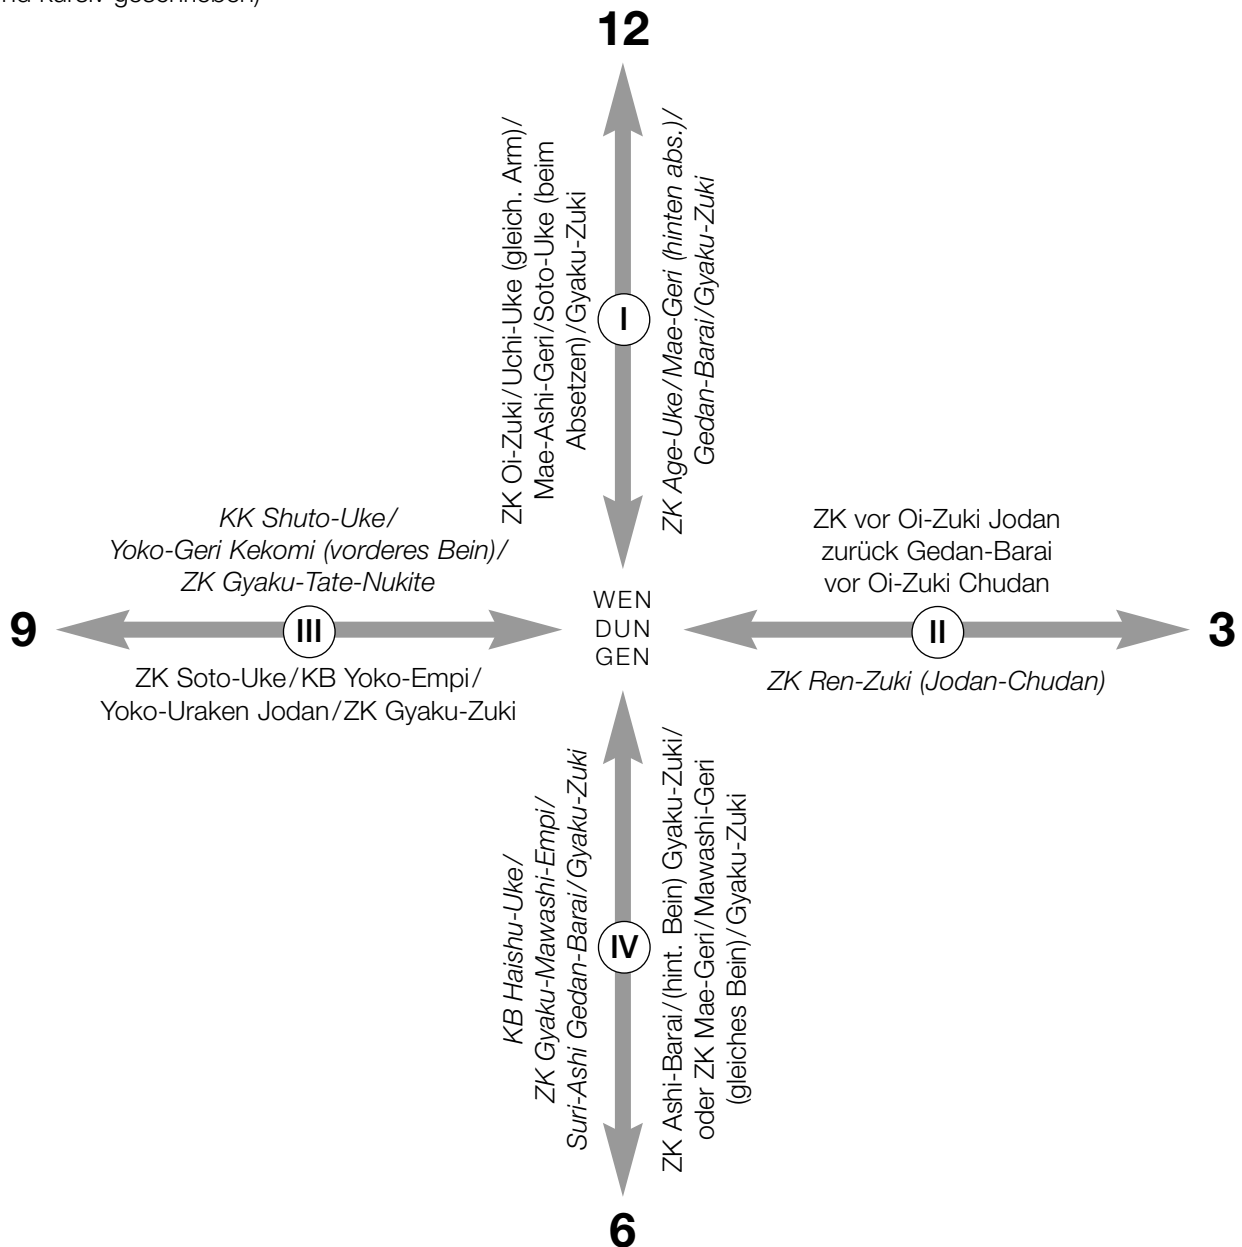 geschrieben)
12
ZK Oi-Zuki/Uchi-Uke (gleich. Arm)/
Mae-Ashi-Geri/Soto-Uke (beim
Absetzen)/Gyaku-Zuki
I
ZK Age-Uke/Mae-Geri (hinten abs.)/
Gedan-Barai/Gyaku-Zuki
KK Shuto-Uke/
Yoko-Geri Kekomi (vorderes Bein)/
ZK Gyaku-Tate-Nukite
9
III
ZK Soto-Uke/KB Yoko-Empi/
Yoko-Uraken Jodan/ZK Gyaku-Zuki
WEN
DUN
GEN
ZK vor Oi-Zuki Jodan
zurück Gedan-Barai
vor Oi-Zuki Chudan
II
3
ZK Ren-Zuki (Jodan-Chudan)
KB Haishu-Uke/
ZK Gyaku-Mawashi-Empi/
Suri-Ashi Gedan-Barai/Gyaku-Zuki
IV
ZK Ashi-Barai/(hint. Bein) Gyaku-Zuki/
oder ZK Mae-Geri/Mawashi-Geri
(gleiches Bein)/Gyaku-Zuki
6